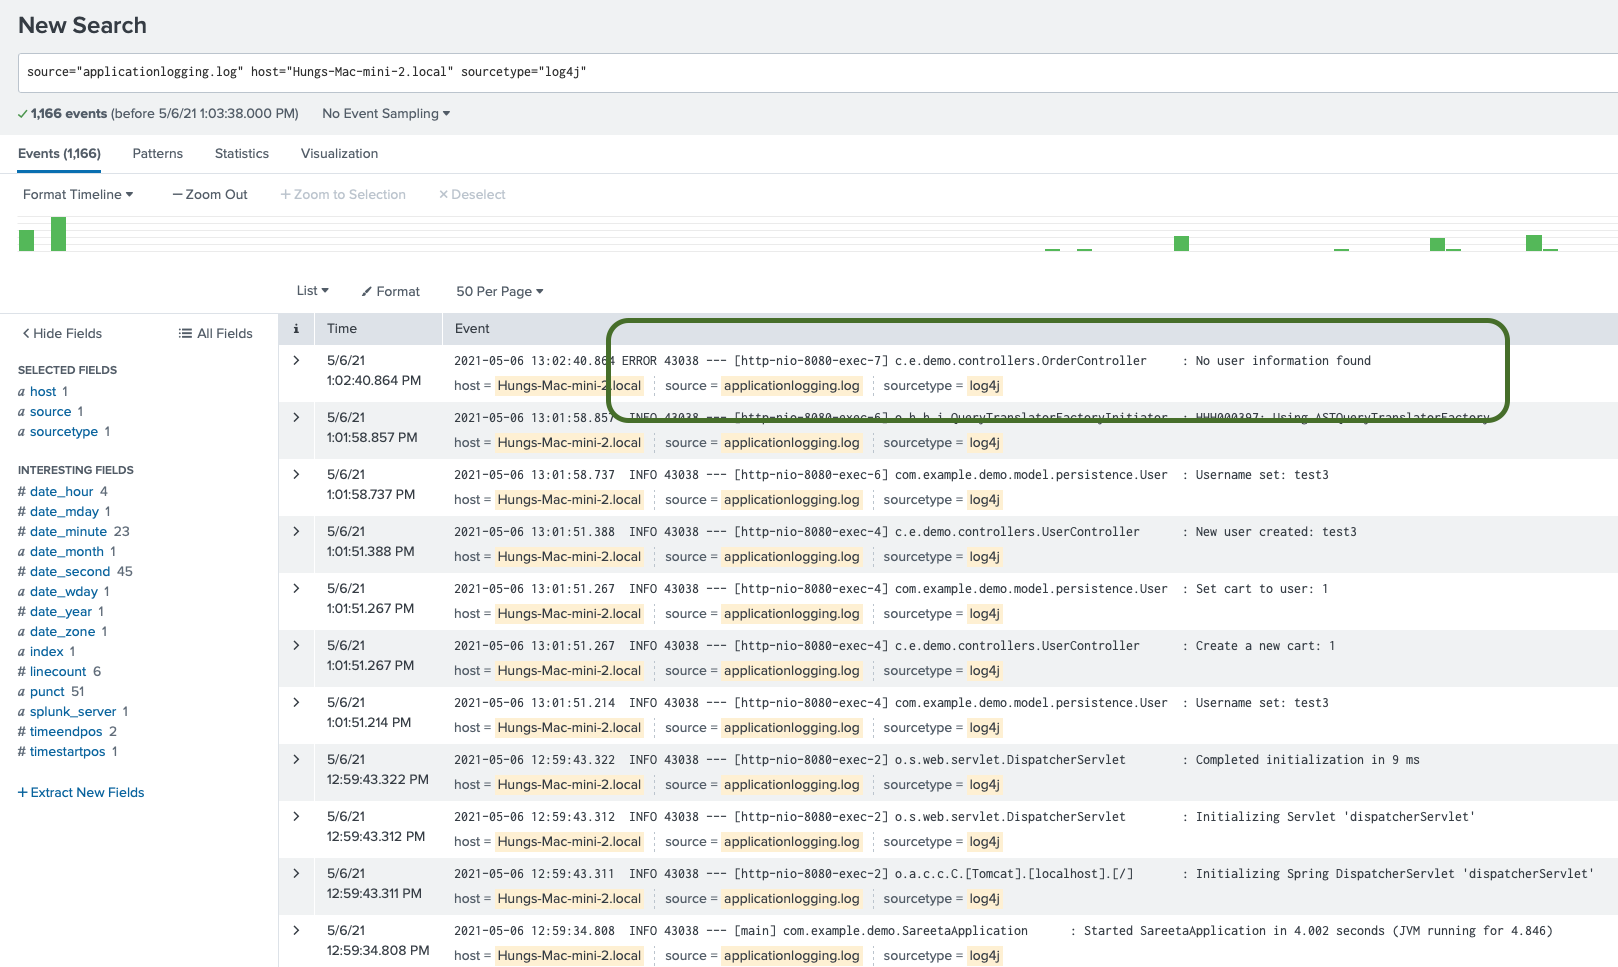 New Search
source="applicationlogging.log" host="Hungs-Mac-mini-2.local" sourcetype="log4j"
1,166 events (before 5/6/21 1:03:38.000 PM) No Event Sampling
Events (1,166) Patterns Statistics Visualization
Format Timeline Zoom Out + Zoom to Selection × Deselect
List Format 50 Per Page
Hide Fields All Fields
SELECTED FIELDS
a host 1
a source 1
a sourcetype 1
INTERESTING FIELDS
# date_hour 4
# date_mday 1
# date_minute 23
a date_month 1
# date_second 45
a date_wday 1
# date_year 1
a date_zone 1
a index 1
# linecount 6
a punct 51
a splunk_server 1
# timeendpos 2
# timestartpos 1
+ Extract New Fields
i Time Event
5/6/21 2021-05-06 13:02:40.864 ERROR 43038 --- [http-nio-8080-exec-7] c.e.demo.controllers.OrderController : No user information found
1:02:40.864 PM host = Hungs-Mac-mini-2.local source = applicationlogging.log sourcetype = log4j
5/6/21 2021-05-06 13:01:58.857 INFO 43038 --- [http-nio-8080-exec-6] o.h.h.i.QueryTranslatorFactoryInitiator : HHH000397: Using ASTQueryTranslatorFactory
1:01:58.857 PM host = Hungs-Mac-mini-2.local source = applicationlogging.log sourcetype = log4j
5/6/21 2021-05-06 13:01:58.737 INFO 43038 --- [http-nio-8080-exec-6] com.example.demo.model.persistence.User : Username set: test3
1:01:58.737 PM host = Hungs-Mac-mini-2.local source = applicationlogging.log sourcetype = log4j
5/6/21 2021-05-06 13:01:51.388 INFO 43038 --- [http-nio-8080-exec-4] c.e.demo.controllers.UserController : New user created: test3
1:01:51.388 PM host = Hungs-Mac-mini-2.local source = applicationlogging.log sourcetype = log4j
5/6/21 2021-05-06 13:01:51.267 INFO 43038 --- [http-nio-8080-exec-4] com.example.demo.model.persistence.User : Set cart to user: 1
1:01:51.267 PM host = Hungs-Mac-mini-2.local source = applicationlogging.log sourcetype = log4j
5/6/21 2021-05-06 13:01:51.267 INFO 43038 --- [http-nio-8080-exec-4] c.e.demo.controllers.UserController : Create a new cart: 1
1:01:51.267 PM host = Hungs-Mac-mini-2.local source = applicationlogging.log sourcetype = log4j
5/6/21 2021-05-06 13:01:51.214 INFO 43038 --- [http-nio-8080-exec-4] com.example.demo.model.persistence.User : Username set: test3
1:01:51.214 PM host = Hungs-Mac-mini-2.local source = applicationlogging.log sourcetype = log4j
5/6/21 2021-05-06 12:59:43.322 INFO 43038 --- [http-nio-8080-exec-2] o.s.web.servlet.DispatcherServlet : Completed initialization in 9 ms
12:59:43.322 PM host = Hungs-Mac-mini-2.local source = applicationlogging.log sourcetype = log4j
5/6/21 2021-05-06 12:59:43.312 INFO 43038 --- [http-nio-8080-exec-2] o.s.web.servlet.DispatcherServlet : Initializing Servlet 'dispatcherServlet'
12:59:43.312 PM host = Hungs-Mac-mini-2.local source = applicationlogging.log sourcetype = log4j
5/6/21 2021-05-06 12:59:43.311 INFO 43038 --- [http-nio-8080-exec-2] o.a.c.c.C.[Tomcat].[localhost].[/] : Initializing Spring DispatcherServlet 'dispatcherServlet'
12:59:43.311 PM host = Hungs-Mac-mini-2.local source = applicationlogging.log sourcetype = log4j
5/6/21 2021-05-06 12:59:34.808 INFO 43038 --- [main] com.example.demo.SareetaApplication : Started SareetaApplication in 4.002 seconds (JVM running for 4.846)
12:59:34.808 PM host = Hungs-Mac-mini-2.local source = applicationlogging.log sourcetype = log4j